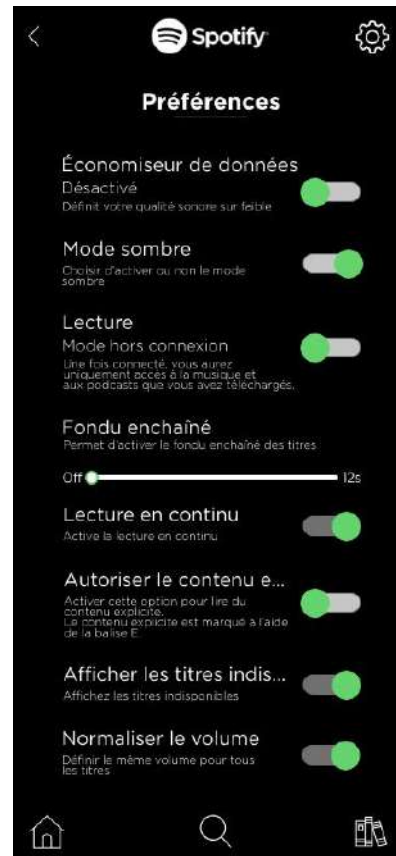 Spotify
Préférences
Économiseur de données
Désactivé
Définit votre qualité sonore sur faible
Mode sombre
Choisir d'activer ou non le mode
sombre
Lecture
Mode hors connexion
Une fois connecté, vous aurez
uniquement accès à la musique et
aux podcasts que vous avez téléchargés.
Fondu enchaîné
Permet d'activer le fondu enchaîné des titres
Off 12s
Lecture en continu
Active la lecture en continu
Autoriser le contenu e...
Activer cette option pour lire du
contenu explicite.
Le contenu explicite est marqué à l'aide
de la balise E
Afficher les titres indis...
Affichez les titres indisponibles
Normaliser le volume
Définir le même volume pour tous
les titres